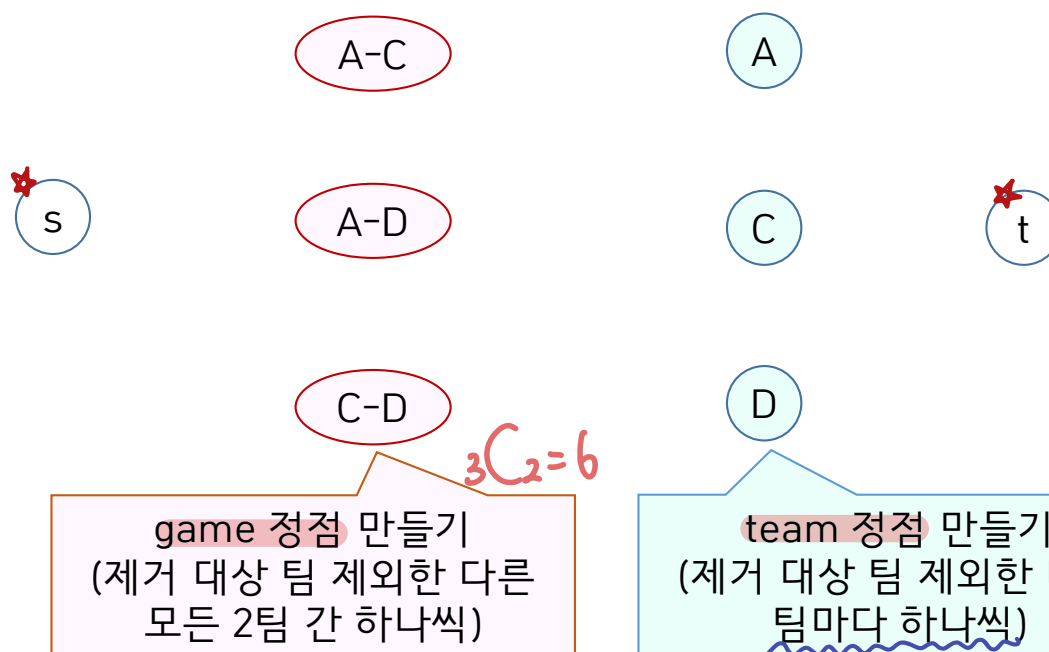 A-C
A
s
A-D
C
t
C-D
D
₃C₂=6
game 정점 만들기
(제거 대상 팀 제외한 다른
모든 2팀 간 하나씩)
team 정점 만들기
(제거 대상 팀 제외한
팀마다 하나씩)